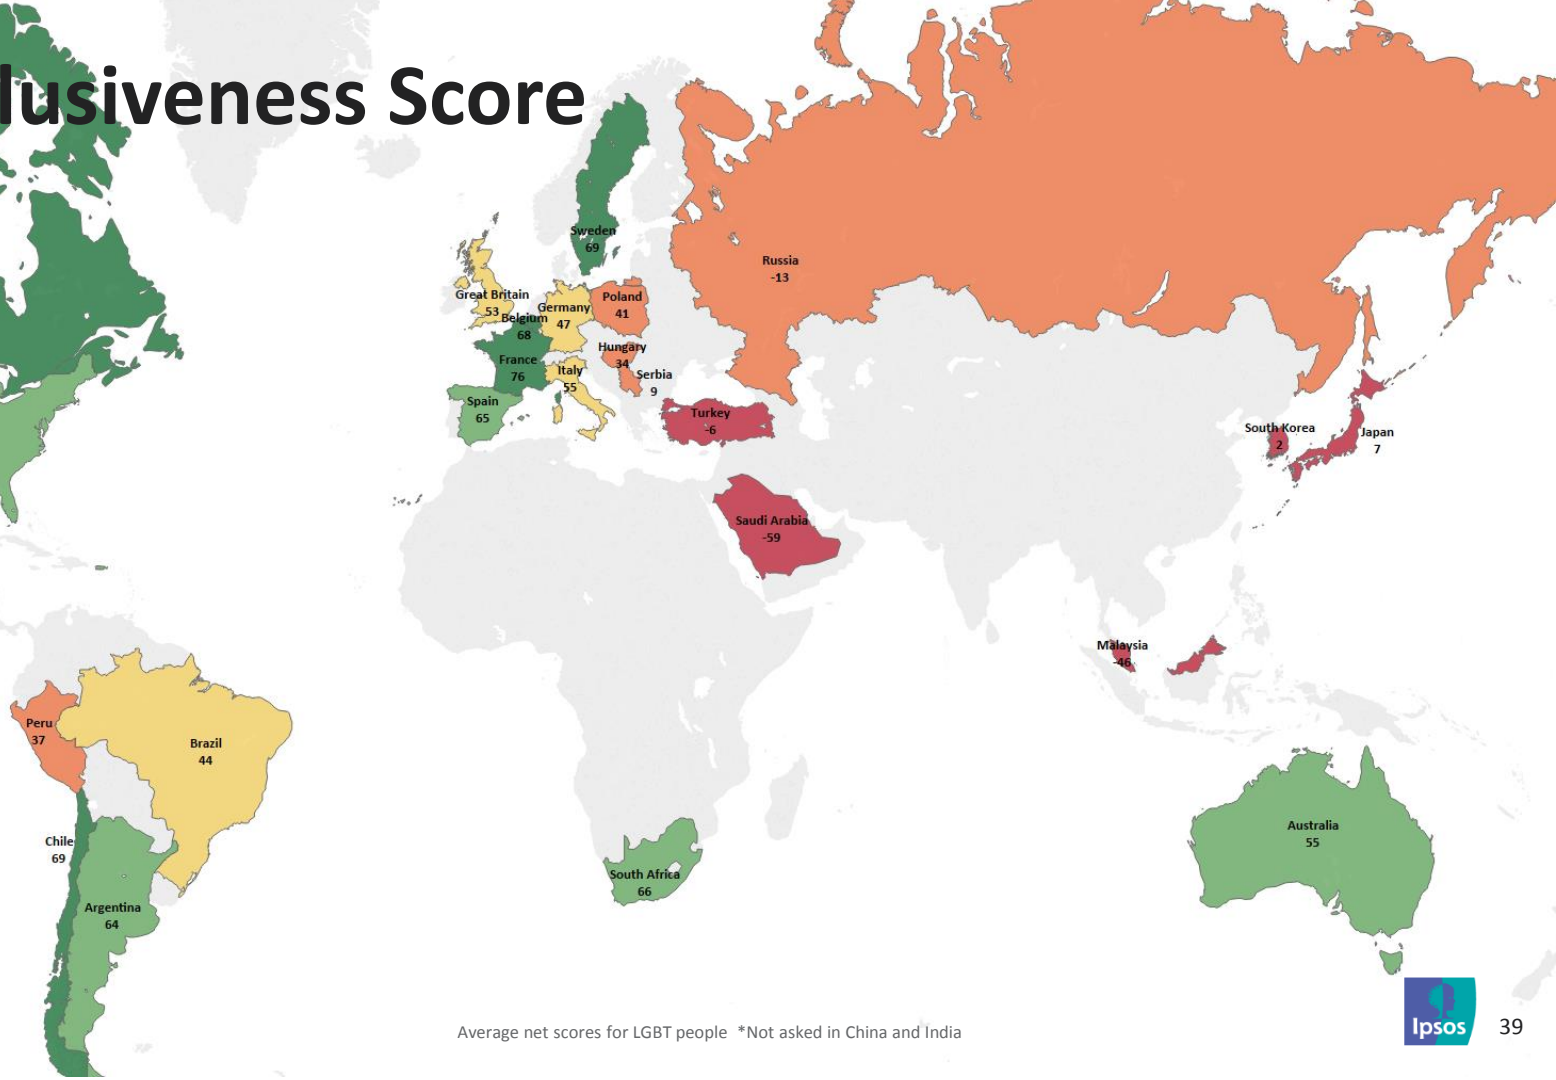 lusiveness Score
Sweden
69
Russia
-13
Great Britain
53
Germany
47
Poland
41
Belgium
68
Hungary
34
France
76
Italy
55
Serbia
9
Spain
65
Turkey
-6
South Korea
2
Japan
7
Saudi Arabia
-59
Malaysia
-46
Peru
37
Brazil
44
Chile
69
Argentina
64
South Africa
66
Australia
55
Average net scores for LGBT people *Not asked in China and India
Ipsos
39